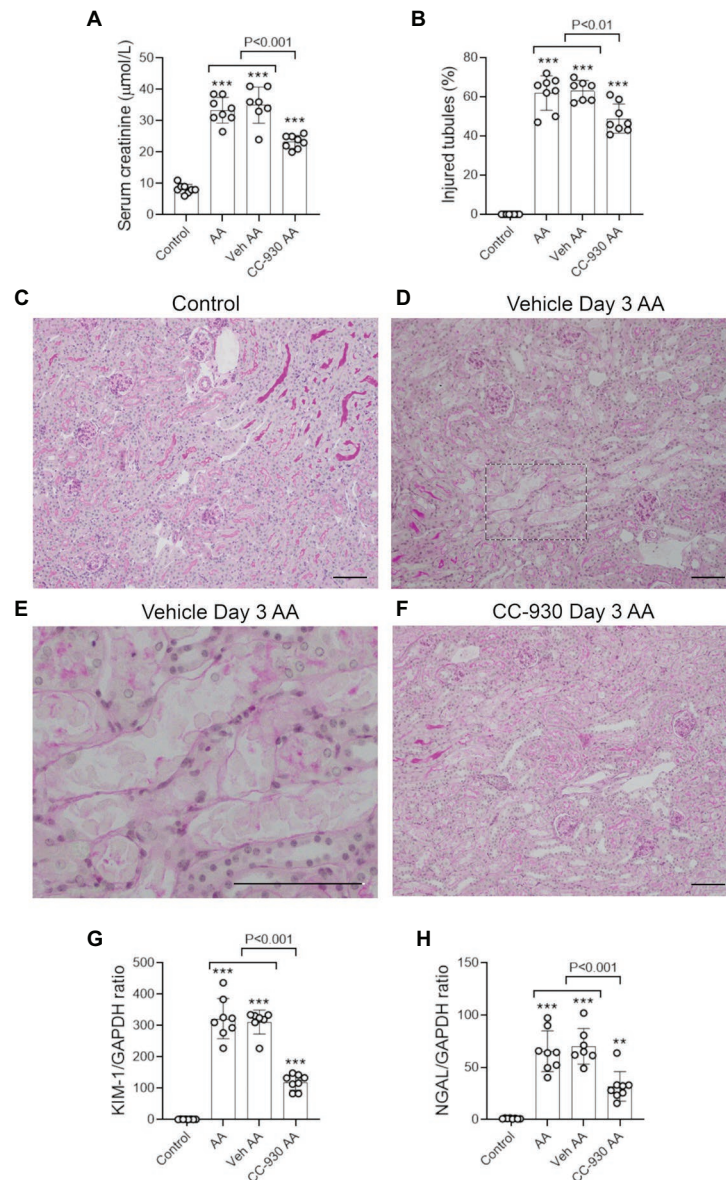 A
P<0.001
Serum creatinine (μmol/L)
50
40
30
20
10
0
***
***
***
Control
AA
Veh AA
CC-930 AA
B
P<0.01
Injured tubules (%)
80
60
40
20
0
***
***
***
Control
AA
Veh AA
CC-930 AA
C
Control
D
Vehicle Day 3 AA
E
Vehicle Day 3 AA
F
CC-930 Day 3 AA
G
P<0.001
KIM-1/GAPDH ratio
500
400
300
200
100
0
***
***
***
Control
AA
Veh AA
CC-930 AA
H
P<0.001
NGAL/GAPDH ratio
150
100
50
0
***
***
**
Control
AA
Veh AA
CC-930 AA